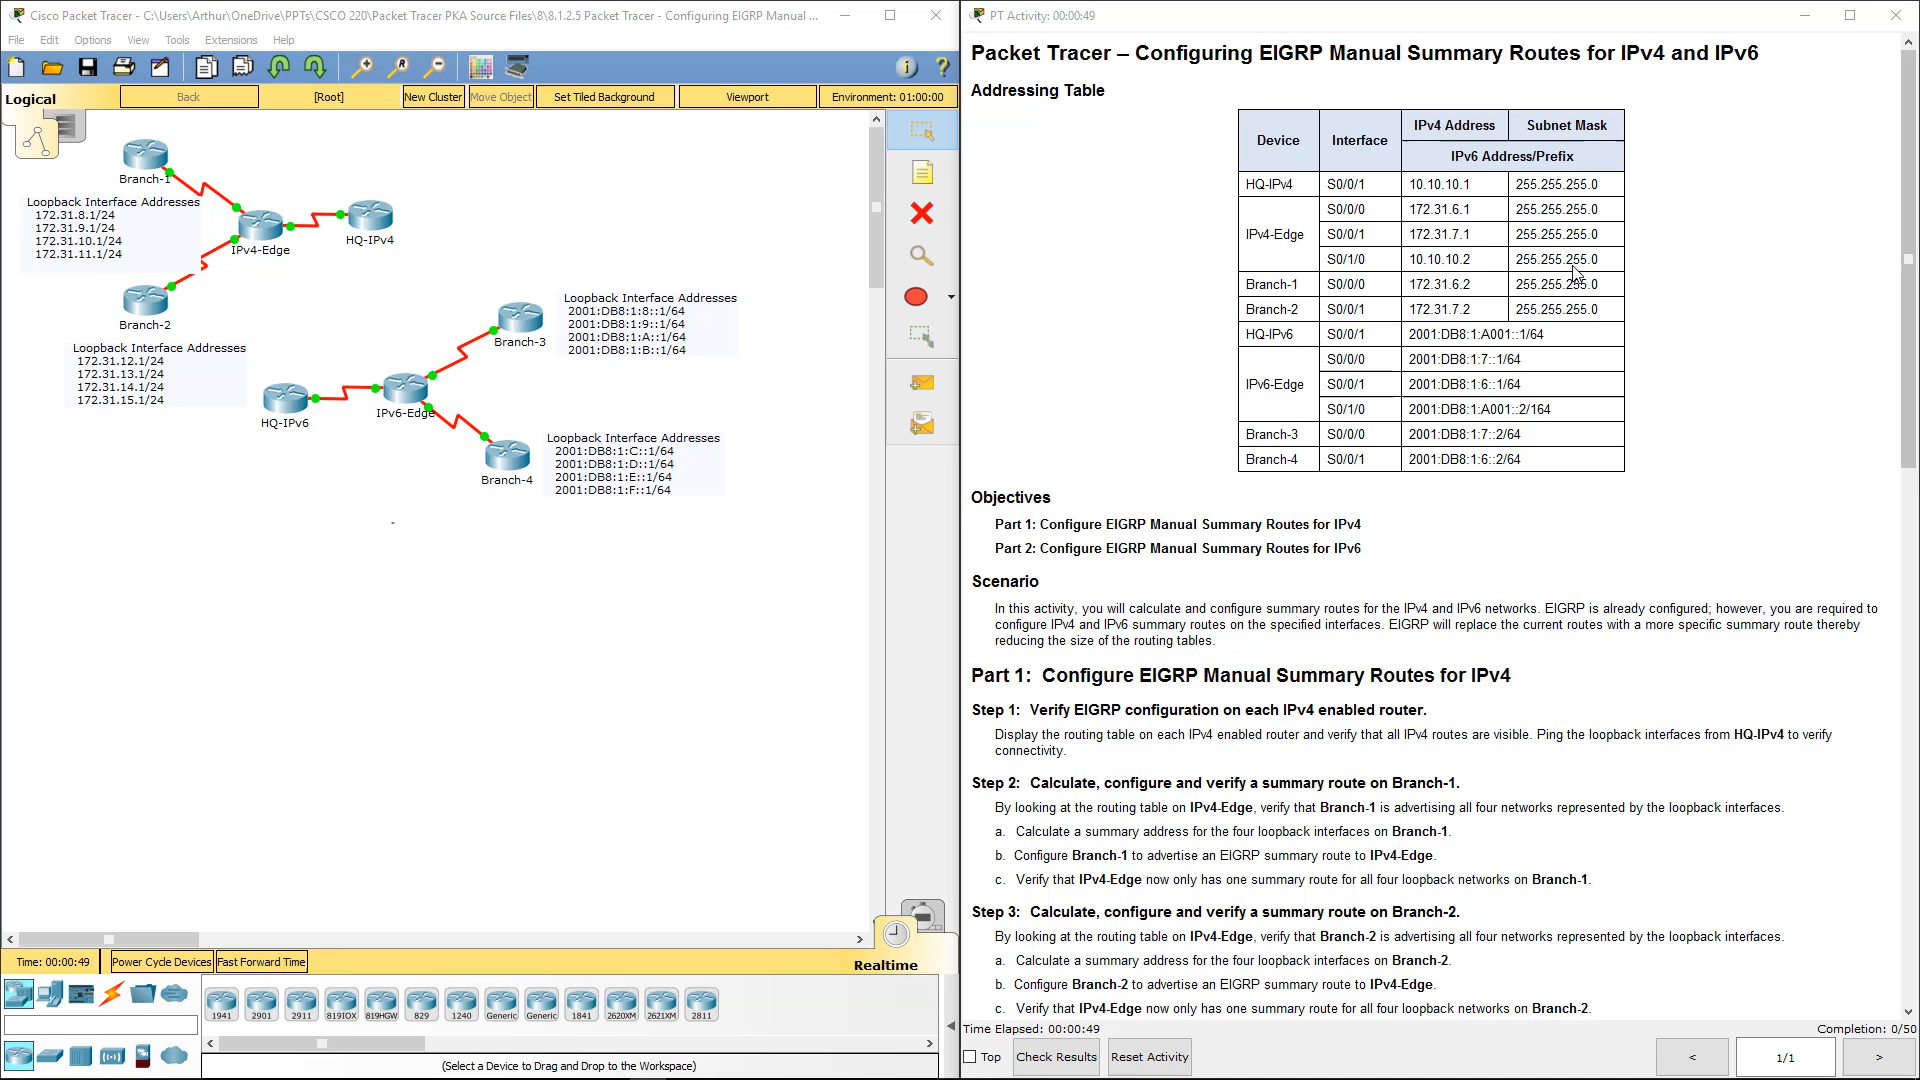 Cisco Packet Tracer - C:\Users\Arthur\OneDrive\PPTs\CSCO 220\Packet Tracer PKA Source Files\8\8.1.2.5 Packet Tracer - Configuring EIGRP Manual ...
File Edit Options View Tools Extensions Help
Logical Back [Root] New Cluster Move Object Set Tiled Background Viewport Environment: 01:00:00
Branch-1
Loopback Interface Addresses
172.31.8.1/24
172.31.9.1/24
172.31.10.1/24
172.31.11.1/24
IPv4-Edge
HQ-IPv4
Branch-2
Loopback Interface Addresses
172.31.12.1/24
172.31.13.1/24
172.31.14.1/24
172.31.15.1/24
Loopback Interface Addresses
2001:DB8:1:8::1/64
2001:DB8:1:9::1/64
2001:DB8:1:A::1/64
2001:DB8:1:B::1/64
Branch-3
IPv6-Edge
HQ-IPv6
Loopback Interface Addresses
2001:DB8:1:C::1/64
2001:DB8:1:D::1/64
2001:DB8:1:E::1/64
2001:DB8:1:F::1/64
Branch-4
Time: 00:00:49 Power Cycle Devices Fast Forward Time Realtime
1941 2901 2911 819IOX 819HGW 829 1240 Generic Generic 1841 2620XM 2621XM 2811
(Select a Device to Drag and Drop to the Workspace)
PT Activity: 00:00:49
Packet Tracer – Configuring EIGRP Manual Summary Routes for IPv4 and IPv6
Addressing Table
Device Interface IPv4 Address Subnet Mask
IPv6 Address/Prefix
HQ-IPv4 S0/0/1 10.10.10.1 255.255.255.0
IPv4-Edge S0/0/0 172.31.6.1 255.255.255.0
S0/0/1 172.31.7.1 255.255.255.0
S0/1/0 10.10.10.2 255.255.255.0
Branch-1 S0/0/0 172.31.6.2 255.255.255.0
Branch-2 S0/0/1 172.31.7.2 255.255.255.0
HQ-IPv6 S0/0/1 2001:DB8:1:A001::1/64
IPv6-Edge S0/0/0 2001:DB8:1:7::1/64
S0/0/1 2001:DB8:1:6::1/64
S0/1/0 2001:DB8:1:A001::2/164
Branch-3 S0/0/0 2001:DB8:1:7::2/64
Branch-4 S0/0/1 2001:DB8:1:6::2/64
Objectives
Part 1: Configure EIGRP Manual Summary Routes for IPv4
Part 2: Configure EIGRP Manual Summary Routes for IPv6
Scenario
In this activity, you will calculate and configure summary routes for the IPv4 and IPv6 networks. EIGRP is already configured; however, you are required to
configure IPv4 and IPv6 summary routes on the specified interfaces. EIGRP will replace the current routes with a more specific summary route thereby
reducing the size of the routing tables.
Part 1: Configure EIGRP Manual Summary Routes for IPv4
Step 1: Verify EIGRP configuration on each IPv4 enabled router.
Display the routing table on each IPv4 enabled router and verify that all IPv4 routes are visible. Ping the loopback interfaces from HQ-IPv4 to verify
connectivity.
Step 2: Calculate, configure and verify a summary route on Branch-1.
By looking at the routing table on IPv4-Edge, verify that Branch-1 is advertising all four networks represented by the loopback interfaces.
a. Calculate a summary address for the four loopback interfaces on Branch-1.
b. Configure Branch-1 to advertise an EIGRP summary route to IPv4-Edge.
c. Verify that IPv4-Edge now only has one summary route for all four loopback networks on Branch-1.
Step 3: Calculate, configure and verify a summary route on Branch-2.
By looking at the routing table on IPv4-Edge, verify that Branch-2 is advertising all four networks represented by the loopback interfaces.
a. Calculate a summary address for the four loopback interfaces on Branch-2.
b. Configure Branch-2 to advertise an EIGRP summary route to IPv4-Edge.
c. Verify that IPv4-Edge now only has one summary route for all four loopback networks on Branch-2.
Time Elapsed: 00:00:49 Completion: 0/50
Top Check Results Reset Activity < 1/1 >